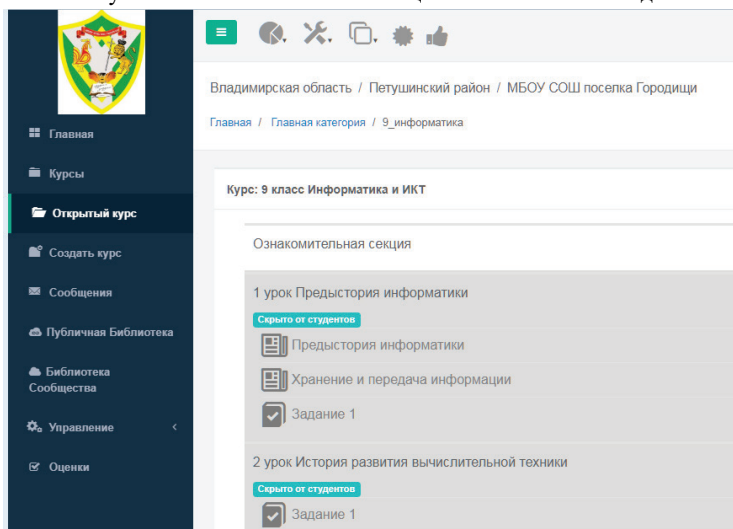 Владимирская область / Петушинский район / МБОУ СОШ поселка Городищи
Главная / Главная категория / 9_информатика
Главная
Курсы
Открытый курс
Создать курс
Сообщения
Публичная Библиотека
Библиотека
Сообщества
Управление
Оценки
Курс: 9 класс Информатика и ИКТ
Ознакомительная секция
1 урок Предыстория информатики
Скрыто от студентов
Предыстория информатики
Хранение и передача информации
Задание 1
2 урок История развития вычислительной техники
Скрыто от студентов
Задание 1